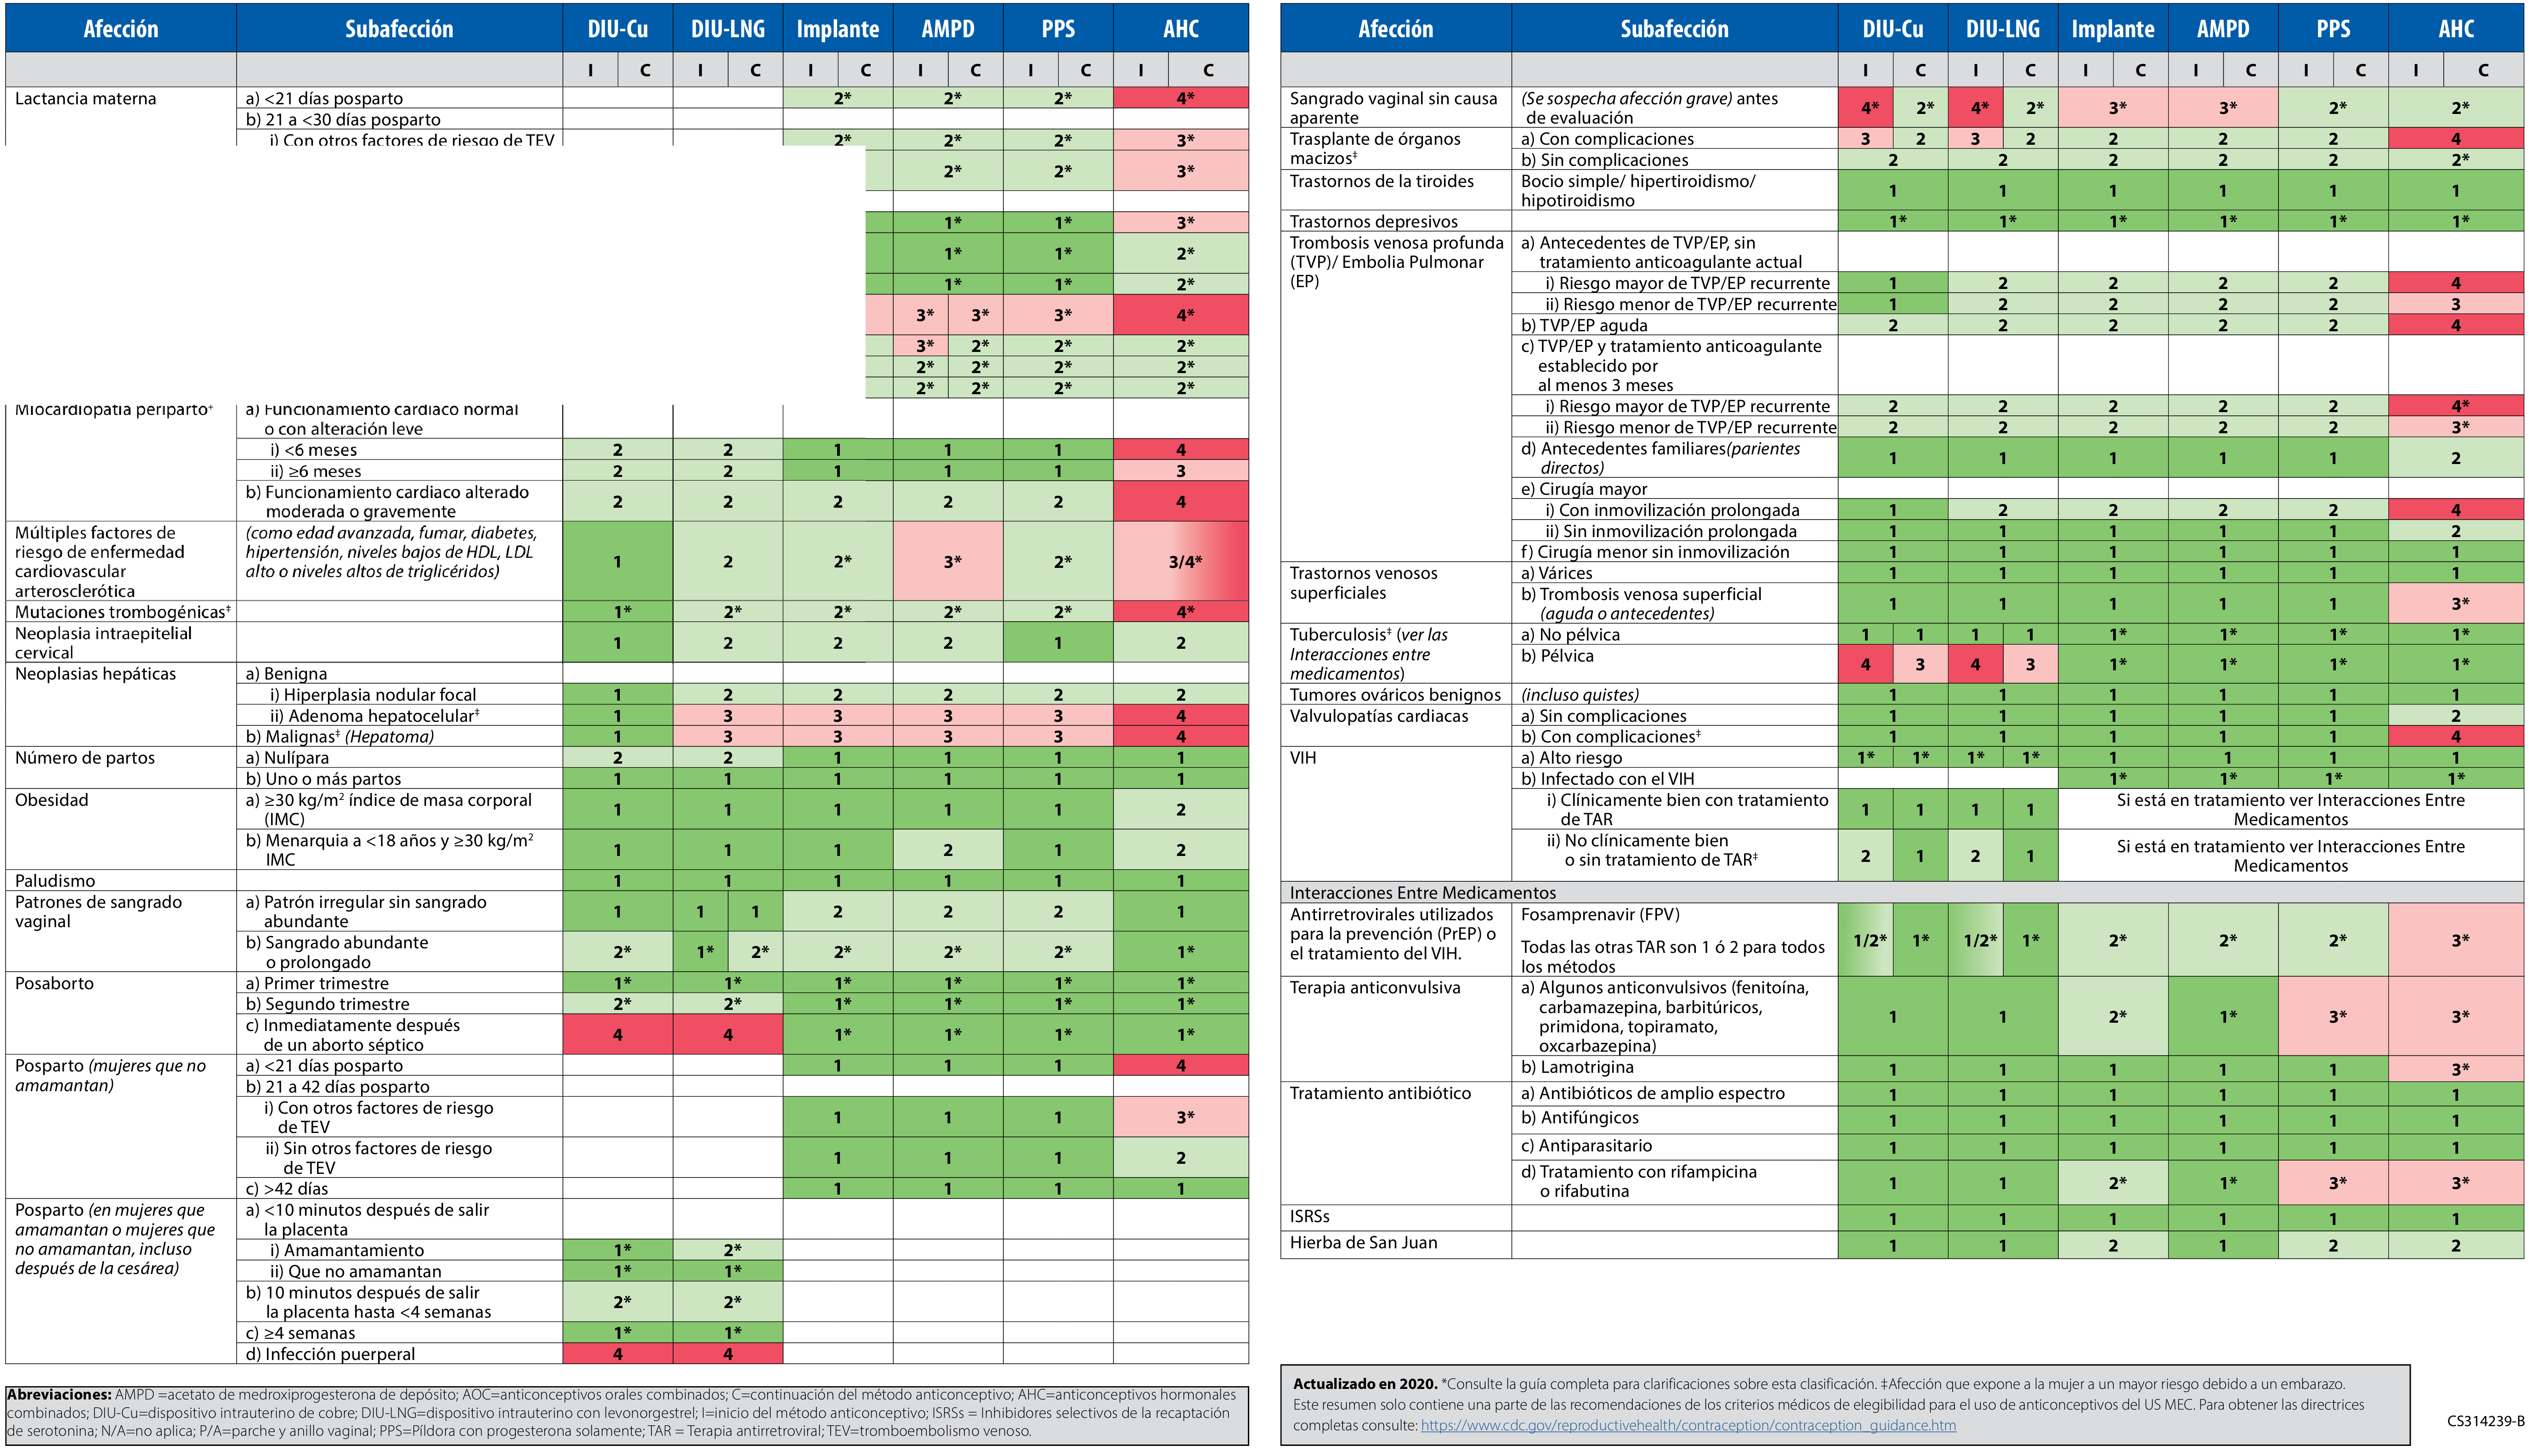 Afección Subafección DIU-Cu DIU-LNG Implante AMPD PPS AHC
I C I C I C I C I C I C
Lactancia materna a) <21 días posparto 2* 2* 2* 4*
b) 21 a <30 días posparto
i) Con otros factores de riesgo de TEV 2* 2* 2* 3*
2* 2* 3*
1* 1* 3*
1* 1* 2*
1* 1* 2*
3* 3* 3* 4*
3* 2* 2* 2*
2* 2* 2* 2*
2* 2* 2* 2*
Miocardiopatía periparto‡ a) Funcionamiento cardiaco normal
o con alteración leve
i) <6 meses 2 2 1 1 1 4
ii) ≥6 meses 2 2 1 1 1 3
b) Funcionamiento cardiaco alterado
moderada o gravemente 2 2 2 2 2 4
Múltiples factores de (como edad avanzada, fumar, diabetes,
riesgo de enfermedad hipertensión, niveles bajos de HDL, LDL
cardiovascular alto o niveles altos de triglicéridos) 1 2 2* 3* 2* 3/4*
arterosclerótica
Mutaciones trombogénicas‡ 1* 2* 2* 2* 2* 4*
Neoplasia intraepitelial
cervical 1 2 2 2 1 2
Neoplasias hepáticas a) Benigna
i) Hiperplasia nodular focal 1 2 2 2 2 2
ii) Adenoma hepatocelular‡ 1 3 3 3 3 4
b) Malignas‡ (Hepatoma) 1 3 3 3 3 4
Número de partos a) Nulípara 2 2 1 1 1 1
b) Uno o más partos 1 1 1 1 1 1
Obesidad a) ≥30 kg/m² índice de masa corporal
(IMC) 1 1 1 1 1 2
b) Menarquia a <18 años y ≥30 kg/m²
IMC 1 1 1 2 1 2
Paludismo 1 1 1 1 1 1
Patrones de sangrado a) Patrón irregular sin sangrado
vaginal abundante 1 1 1 2 2 2 1
b) Sangrado abundante
o prolongado 2* 1* 2* 2* 2* 2* 1*
Posaborto a) Primer trimestre 1* 1* 1* 1* 1* 1*
b) Segundo trimestre 2* 2* 1* 1* 1* 1*
c) Inmediatamente después
de un aborto séptico 4 4 1* 1* 1* 1*
Posparto (mujeres que no a) <21 días posparto 1 1 1 4
amamantan) b) 21 a 42 días posparto
i) Con otros factores de riesgo
de TEV 1 1 1 3*
ii) Sin otros factores de riesgo
de TEV 1 1 1 2
c) >42 días 1 1 1 1
Posparto (en mujeres que a) <10 minutos después de salir
amamantan o mujeres que la placenta
no amamantan, incluso i) Amamantamiento 1* 2*
después de la cesárea) ii) Que no amamantan 1* 1*
b) 10 minutos después de salir
la placenta hasta <4 semanas 2* 2*
c) ≥4 semanas 1* 1*
d) Infección puerperal 4 4
Abreviaciones: AMPD =acetato de medroxiprogesterona de depósito; AOC=anticonceptivos orales combinados; C=continuación del método anticonceptivo; AHC=anticonceptivos hormonales
combinados; DIU-Cu=dispositivo intrauterino de cobre; DIU-LNG=dispositivo intrauterino con levonorgestrel; I=inicio del método anticonceptivo; ISRSs = Inhibidores selectivos de la recaptación
de serotonina; N/A=no aplica; P/A=parche y anillo vaginal; PPS=Píldora con progesterona solamente; TAR = Terapia antirretroviral; TEV=tromboembolismo venoso.
Afección Subafección DIU-Cu DIU-LNG Implante AMPD PPS AHC
I C I C I C I C I C I C
Sangrado vaginal sin causa (Se sospecha afección grave) antes
aparente de evaluación 4* 2* 4* 2* 3* 3* 2* 2*
Trasplante de órganos a) Con complicaciones 3 2 3 2 2 2 2 4
macizos‡ b) Sin complicaciones 2 2 2 2 2 2*
Trastornos de la tiroides Bocio simple/ hipertiroidismo/
hipotiroidismo 1 1 1 1 1 1
Trastornos depresivos 1* 1* 1* 1* 1* 1*
Trombosis venosa profunda a) Antecedentes de TVP/EP, sin
(TVP)/ Embolia Pulmonar tratamiento anticoagulante actual
(EP) i) Riesgo mayor de TVP/EP recurrente 1 2 2 2 2 4
ii) Riesgo menor de TVP/EP recurrente 1 2 2 2 2 3
b) TVP/EP aguda 2 2 2 2 2 4
c) TVP/EP y tratamiento anticoagulante
establecido por
al menos 3 meses
i) Riesgo mayor de TVP/EP recurrente 2 2 2 2 2 4*
ii) Riesgo menor de TVP/EP recurrente 2 2 2 2 2 3*
d) Antecedentes familiares(parientes
directos) 1 1 1 1 1 2
e) Cirugía mayor
i) Con inmovilización prolongada 1 2 2 2 2 4
ii) Sin inmovilización prolongada 1 1 1 1 1 2
f) Cirugía menor sin inmovilización 1 1 1 1 1 1
Trastornos venosos a) Várices 1 1 1 1 1 1
superficiales b) Trombosis venosa superficial
(aguda o antecedentes) 1 1 1 1 1 3*
Tuberculosis‡ (ver las a) No pélvica 1 1 1 1 1* 1* 1* 1*
Interacciones entre b) Pélvica 4 3 4 3 1* 1* 1* 1*
medicamentos)
Tumores ováricos benignos (incluso quistes) 1 1 1 1 1 1
Valvulopatías cardiacas a) Sin complicaciones 1 1 1 1 1 2
b) Con complicaciones‡ 1 1 1 1 1 4
VIH a) Alto riesgo 1* 1* 1* 1* 1 1 1 1
b) Infectado con el VIH 1* 1* 1* 1*
i) Clínicamente bien con tratamiento Si está en tratamiento ver Interacciones Entre
de TAR 1 1 1 1 Medicamentos
ii) No clínicamente bien Si está en tratamiento ver Interacciones Entre
o sin tratamiento de TAR‡ 2 1 2 1 Medicamentos
Interacciones Entre Medicamentos
Antirretrovirales utilizados Fosamprenavir (FPV)
para la prevención (PrEP) o Todas las otras TAR son 1 ó 2 para todos 1/2* 1* 1/2* 1* 2* 2* 2* 3*
el tratamiento del VIH. los métodos
Terapia anticonvulsiva a) Algunos anticonvulsivos (fenitoína,
carbamazepina, barbitúricos,
primidona, topiramato, 1 1 2* 1* 3* 3*
oxcarbazepina)
b) Lamotrigina 1 1 1 1 1 3*
Tratamiento antibiótico a) Antibióticos de amplio espectro 1 1 1 1 1 1
b) Antifúngicos 1 1 1 1 1 1
c) Antiparasitario 1 1 1 1 1 1
d) Tratamiento con rifampicina
o rifabutina 1 1 2* 1* 3* 3*
ISRSs 1 1 1 1 1 1
Hierba de San Juan 1 1 2 1 2 2
Actualizado en 2020. *Consulte la guía completa para clarificaciones sobre esta clasificación. ‡Afección que expone a la mujer a un mayor riesgo debido a un embarazo.
Este resumen solo contiene una parte de las recomendaciones de los criterios médicos de elegibilidad para el uso de anticonceptivos del US MEC. Para obtener las directrices
completas consulte: https://www.cdc.gov/reproductivehealth/contraception/contraception_guidance.htm
CS314239-B